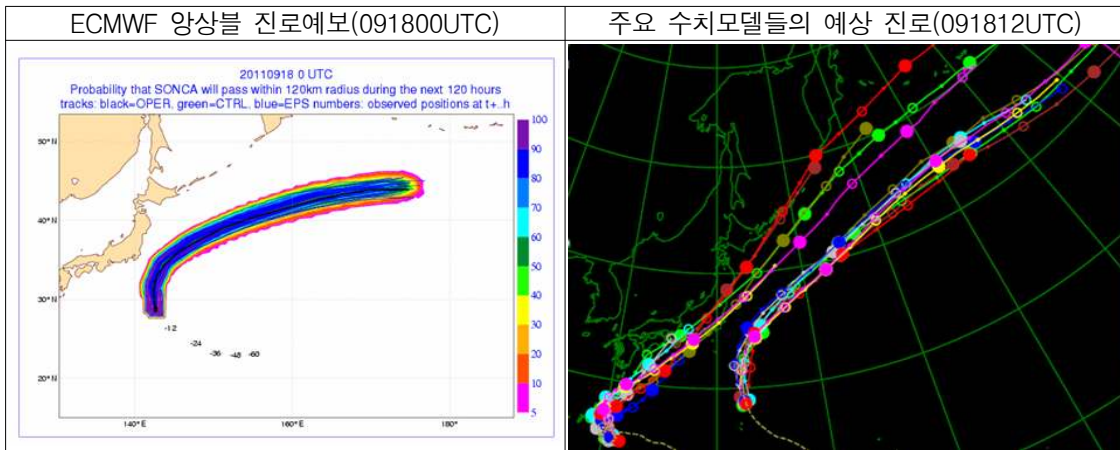 ECMWF 앙상블 진로예보(091800UTC)
주요 수치모델들의 예상 진로(091812UTC)
20110918 0 UTC
Probability that SONCA will pass within 120km radius during the next 120 hours
tracks: black=OPER, green=CTRL, blue=EPS numbers: observed positions at t+..h
100
90
80
70
60
50
40
30
20
10
5
50°N
40°N
30°N
20°N
-12
-24
-36
-48
-60
140°E
160°E
180°